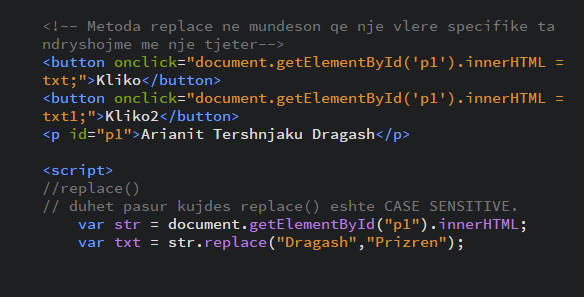 <!-- Metoda replace ne mundeson qe nje vlere specifike ta
ndryshojme me nje tjeter-->
<button onclick="document.getElementById('p1').innerHTML =
txt;">Kliko</button>
<button onclick="document.getElementById('p1').innerHTML =
txt1;">Kliko2</button>
<p id="p1">Arianit Tershnjaku Dragash</p>
<script>
//replace()
// duhet pasur kujdes replace() eshte CASE SENSITIVE.
var str = document.getElementById("p1").innerHTML;
var txt = str.replace("Dragash","Prizren");